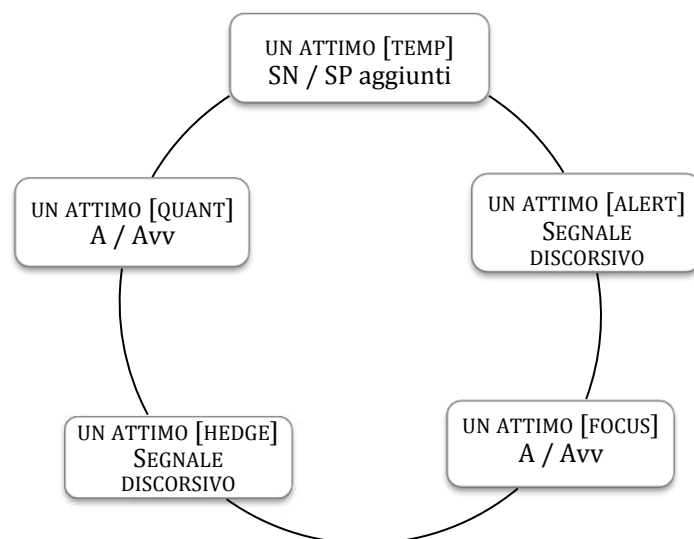 UN ATTIMO [TEMP]
SN / SP aggiunti
UN ATTIMO [QUANT]
A / Avv
UN ATTIMO [ALERT]
SEGNALE
DISCORSIVO
UN ATTIMO [HEDGE]
SEGNALE
DISCORSIVO
UN ATTIMO [FOCUS]
A / Avv